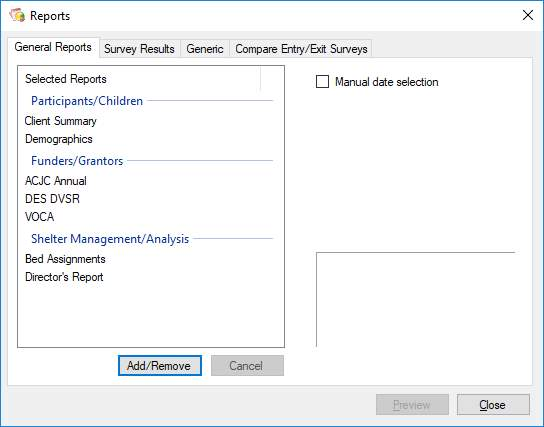 Reports
General Reports Survey Results Generic Compare Entry/Exit Surveys
Selected Reports
Manual date selection
Participants/Children
Client Summary
Demographics
Funders/Grantors
ACJC Annual
DES DVSR
VOCA
Shelter Management/Analysis
Bed Assignments
Director's Report
Add/Remove Cancel
Preview Close